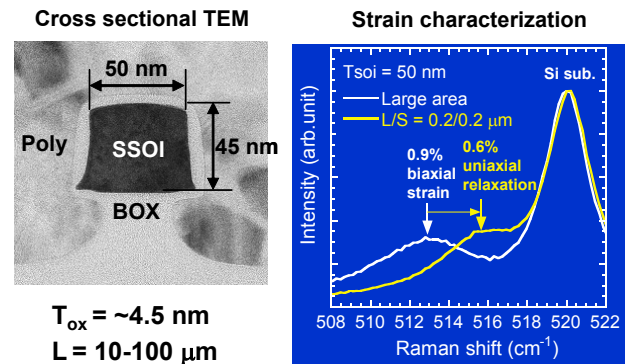 Cross sectional TEM
50 nm
Poly
SSOI
45 nm
BOX
T_ox = ~4.5 nm
L = 10-100 μm
Strain characterization
Tsoi = 50 nm
Si sub.
Large area
L/S = 0.2/0.2 μm
0.9%
biaxial
strain
0.6%
uniaxial
relaxation
Intensity (arb.unit)
508 510 512 514 516 518 520 522
Raman shift (cm⁻¹)